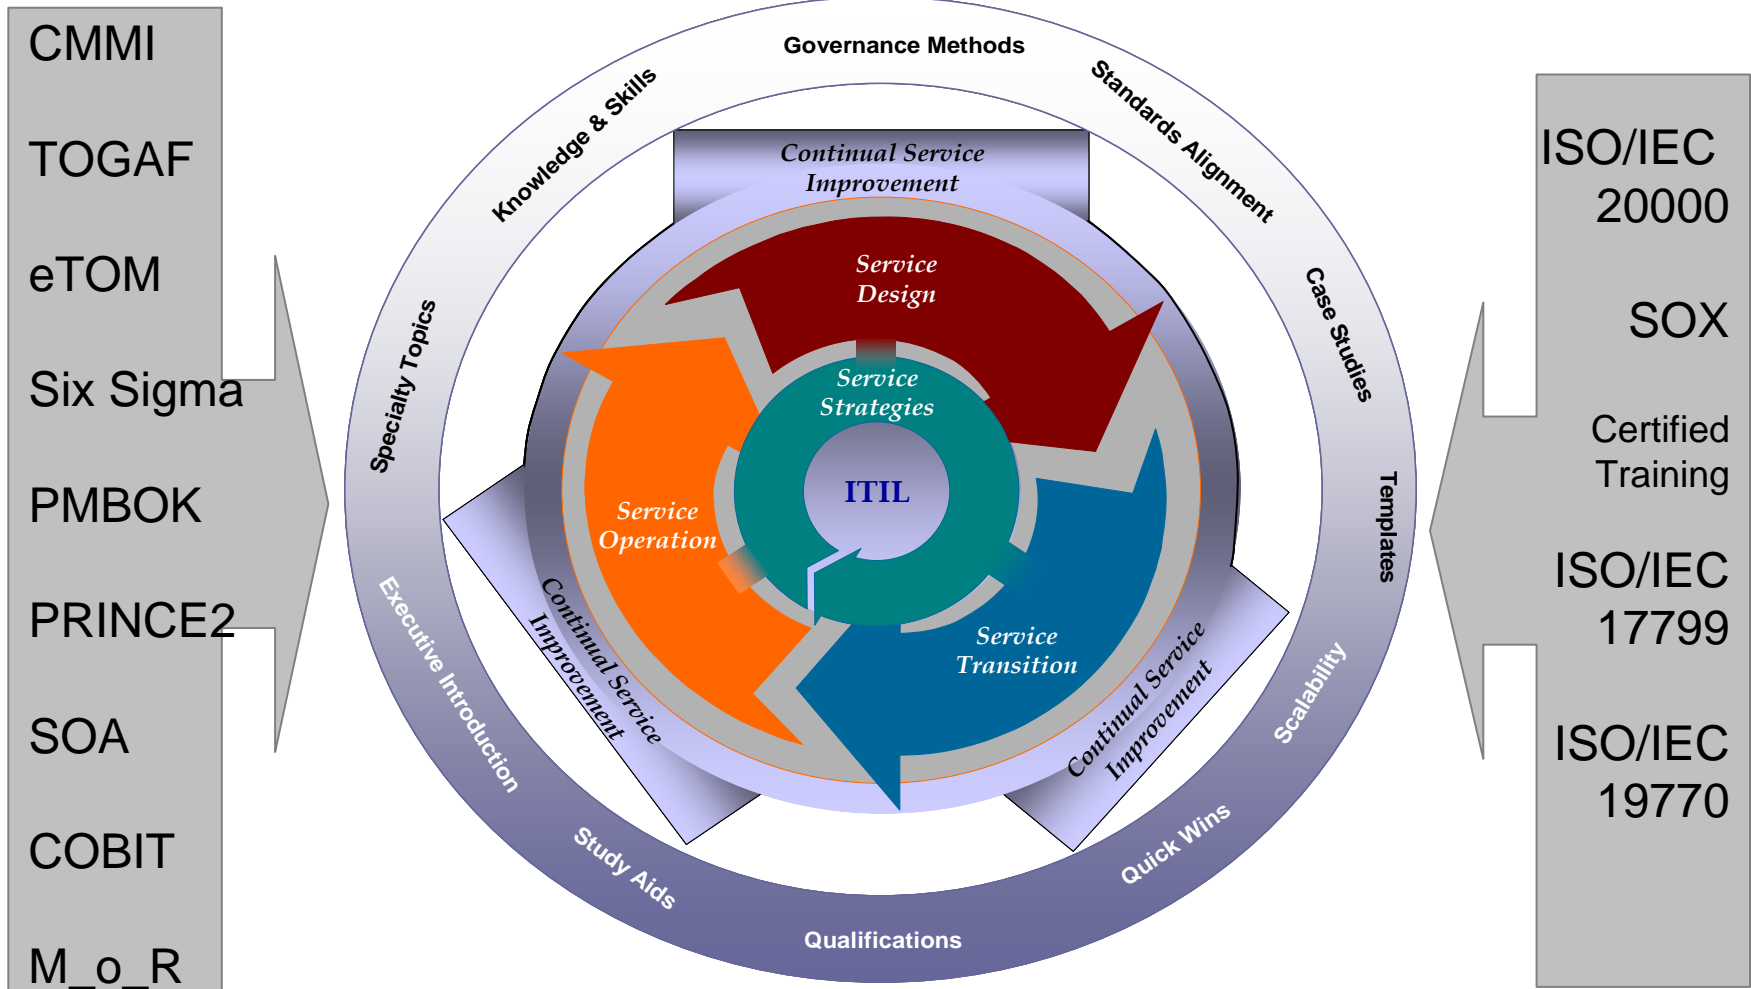 CMMI
TOGAF
eTOM
Six Sigma
PMBOK
PRINCE2
SOA
COBIT
M_o_R
Governance Methods
Knowledge & Skills
Standards Alignment
Specialty Topics
Case Studies
Templates
Executive Introduction
Scalability
Study Aids
Quick Wins
Qualifications
Continual Service
Improvement
Service
Design
Service
Strategies
ITIL
Service
Operation
Service
Transition
Continual Service
Improvement
Continual Service
Improvement
ISO/IEC
20000
SOX
Certified
Training
ISO/IEC
17799
ISO/IEC
19770